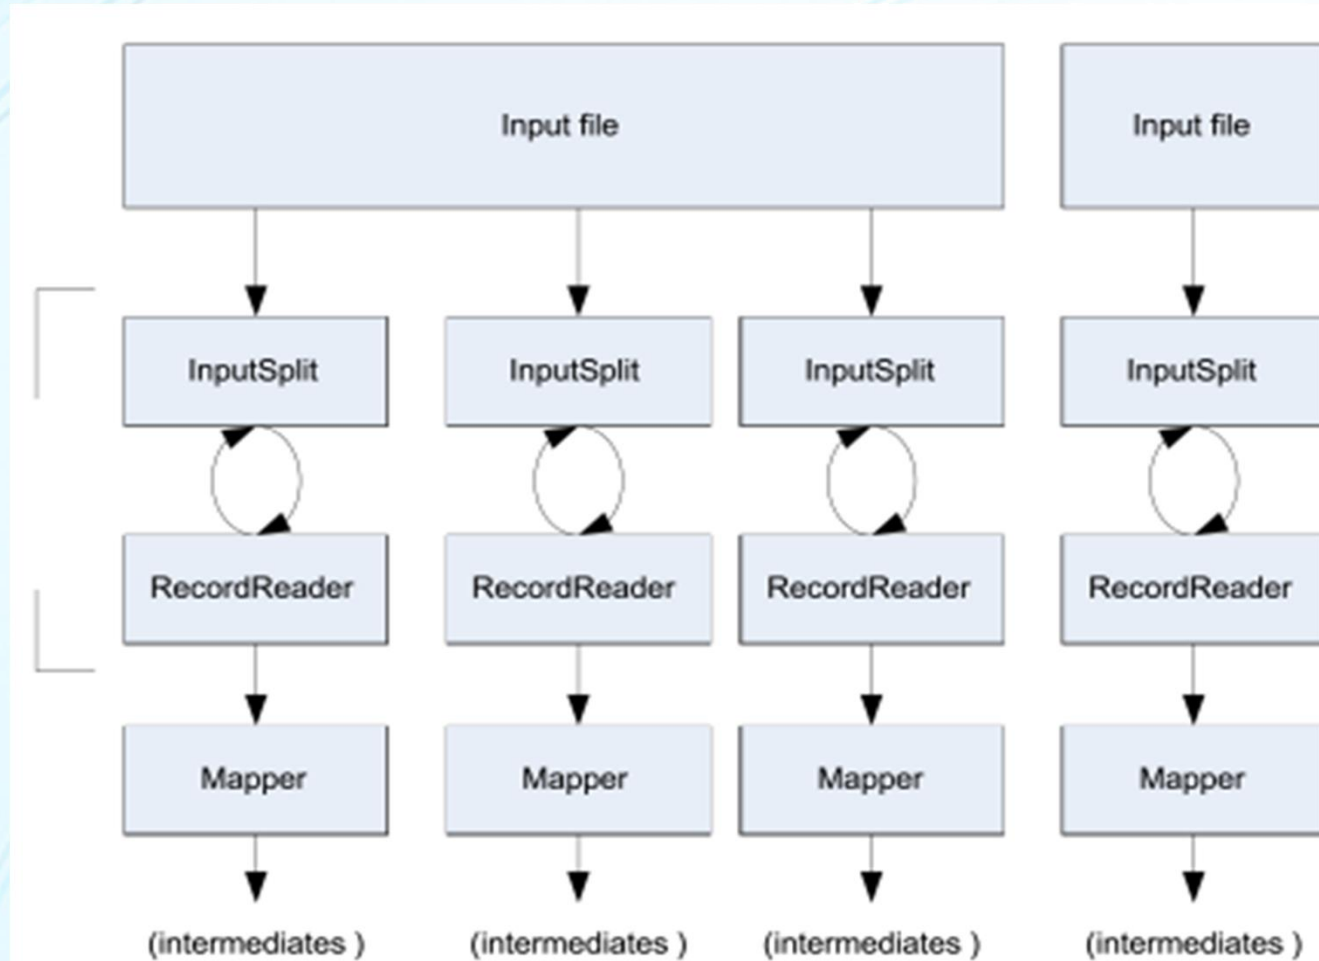 Input file Input file
InputSplit InputSplit InputSplit InputSplit
RecordReader RecordReader RecordReader RecordReader
Mapper Mapper Mapper Mapper
(intermediates ) (intermediates ) (intermediates ) (intermediates )